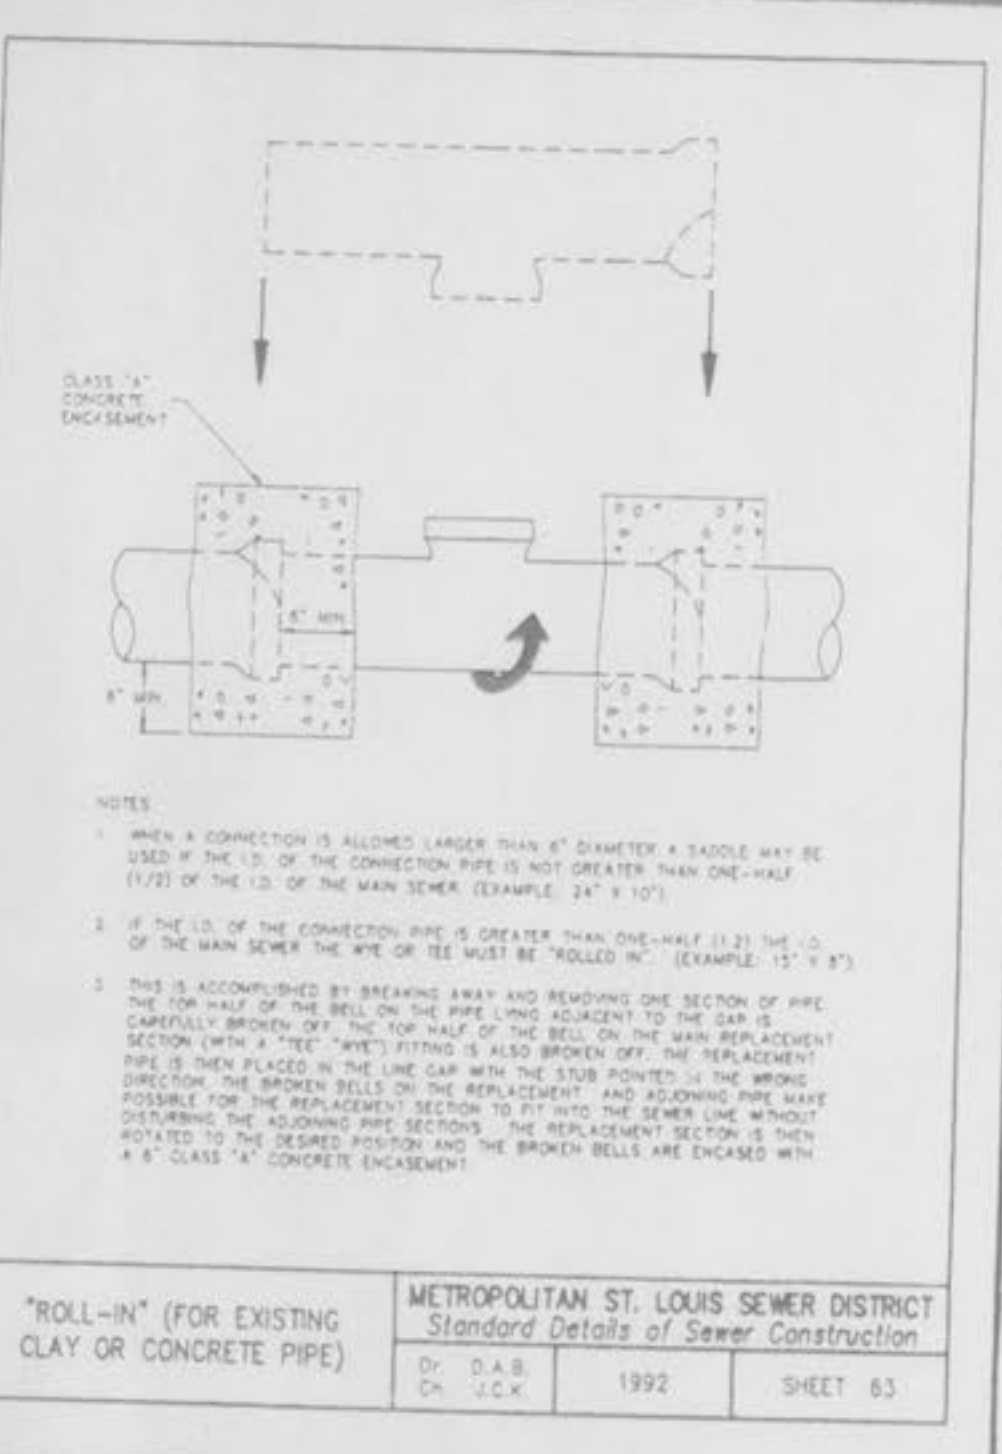 CLASS "A"
CONCRETE
ENCASEMENT
6" MIN.
6" MIN.
NOTES
1. WHEN A CONNECTION IS ALLOWED LARGER THAN 6" DIAMETER A SADDLE MAY BE
USED IF THE I.D. OF THE CONNECTION PIPE IS NOT GREATER THAN ONE-HALF
(1/2) OF THE I.D. OF THE MAIN SEWER. (EXAMPLE: 24" X 10")
2. IF THE I.D. OF THE CONNECTION PIPE IS GREATER THAN ONE-HALF (1/2) THE I.D.
OF THE MAIN SEWER THE WYE OR TEE MUST BE "ROLLED IN". (EXAMPLE: 15" X 8")
3. THIS IS ACCOMPLISHED BY BREAKING AWAY AND REMOVING ONE SECTION OF PIPE.
THE TOP HALF OF THE BELL ON THE PIPE LYING ADJACENT TO THE GAP IS
CAREFULLY BROKEN OFF. THE TOP HALF OF THE BELL ON THE MAIN REPLACEMENT
SECTION (WITH A "TEE" "WYE") FITTING IS ALSO BROKEN OFF. THE REPLACEMENT
PIPE IS THEN PLACED IN THE LINE GAP WITH THE STUB POINTED IN THE WRONG
DIRECTION. THE BROKEN BELLS ON THE REPLACEMENT AND ADJOINING PIPE MAKE
POSSIBLE FOR THE REPLACEMENT SECTION TO FIT INTO THE SEWER LINE WITHOUT
DISTURBING THE ADJOINING PIPE SECTIONS. THE REPLACEMENT SECTION IS THEN
ROTATED TO THE DESIRED POSITION AND THE BROKEN BELLS ARE ENCASED WITH
A 6" CLASS "A" CONCRETE ENCASEMENT.
"ROLL-IN" (FOR EXISTING
CLAY OR CONCRETE PIPE)
METROPOLITAN ST. LOUIS SEWER DISTRICT
Standard Details of Sewer Construction
Dr. D.A.B.
Ch. J.C.K.
1992
SHEET 63